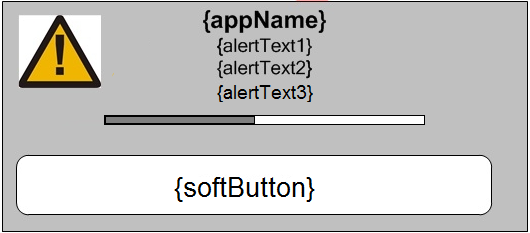 {appName}
{alertText1}
{alertText2}
{alertText3}
{softButton}